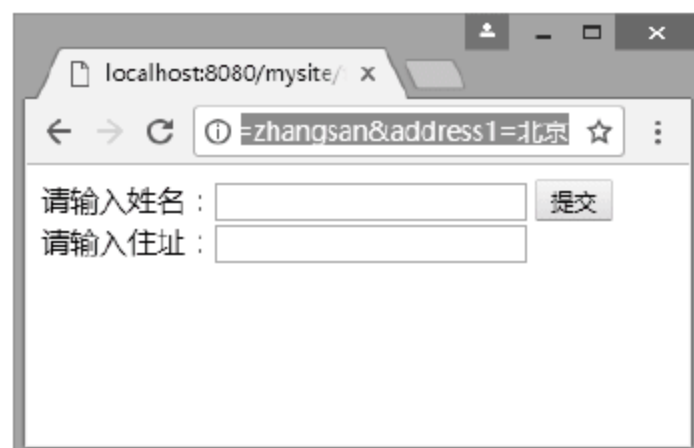 localhost:8080/mysite/
=zhangsan&address1=北京
请输入姓名： 提交
请输入住址：